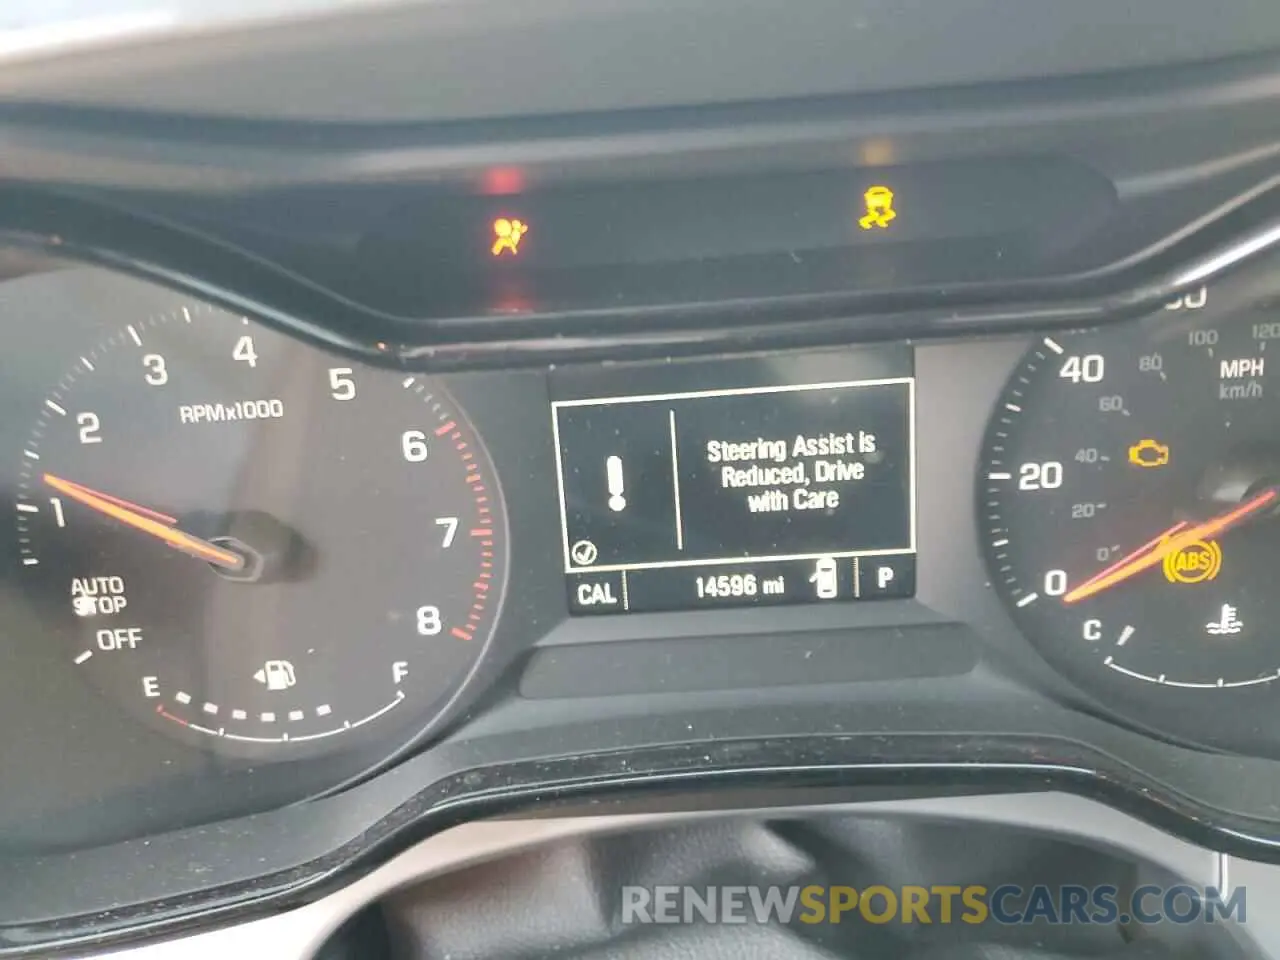 4
3
5
2
RPMx1000
6
1
7
AUTO
STOP
OFF
8
E
F
Steering Assist is
Reduced, Drive
with Care
CAL
14596 mi
P
100
120
40
80
MPH
km/h
60
40
20
20
0
0
ABS
C
RENEWSPORTSCARS.COM